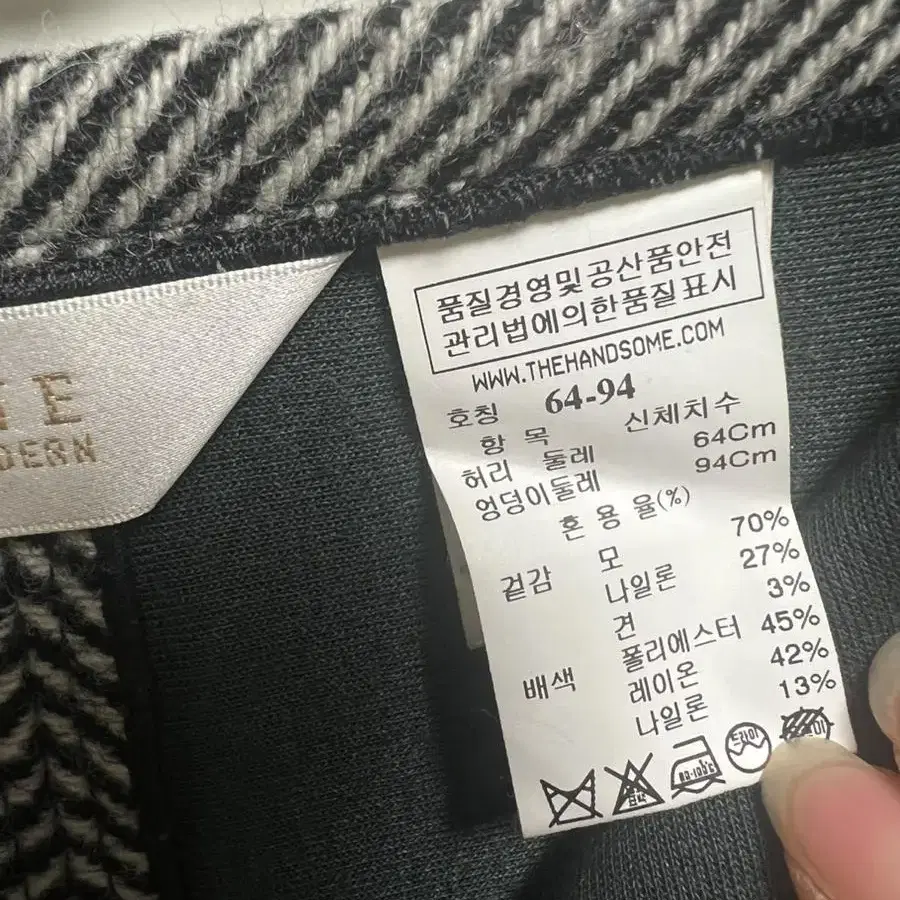 품질경영및공산품안전
관리법에의한품질표시
WWW.THEHANDSOME.COM
호칭 64-94
항 목 신체치수
허리 둘레 64Cm
엉덩이둘레 94Cm
혼 용 율(%)
겉감 모 70%
나일론 27%
견 3%
배색 폴리에스터 45%
레이온 42%
나일론 13%
드라이